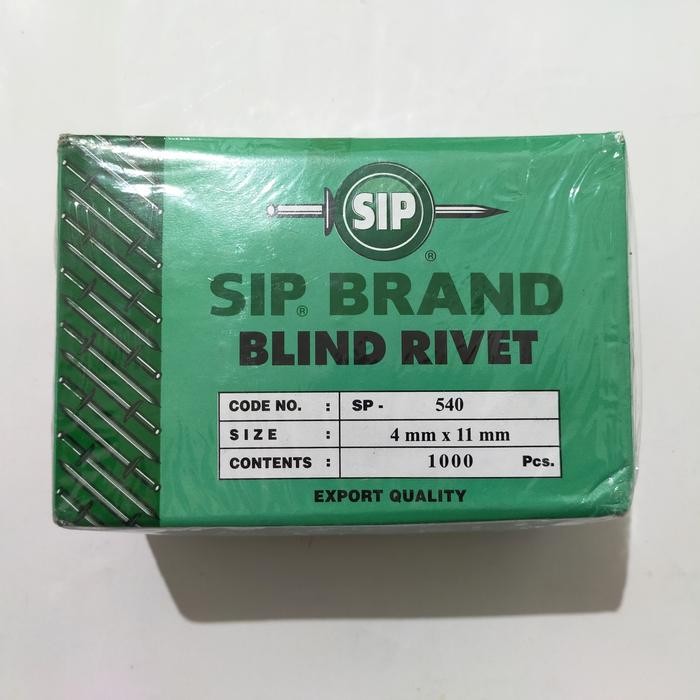 SIP
®
SIP® BRAND
BLIND RIVET
CODE NO. : SP - 540
SIZE : 4 mm x 11 mm
CONTENTS : 1000 Pcs.
EXPORT QUALITY